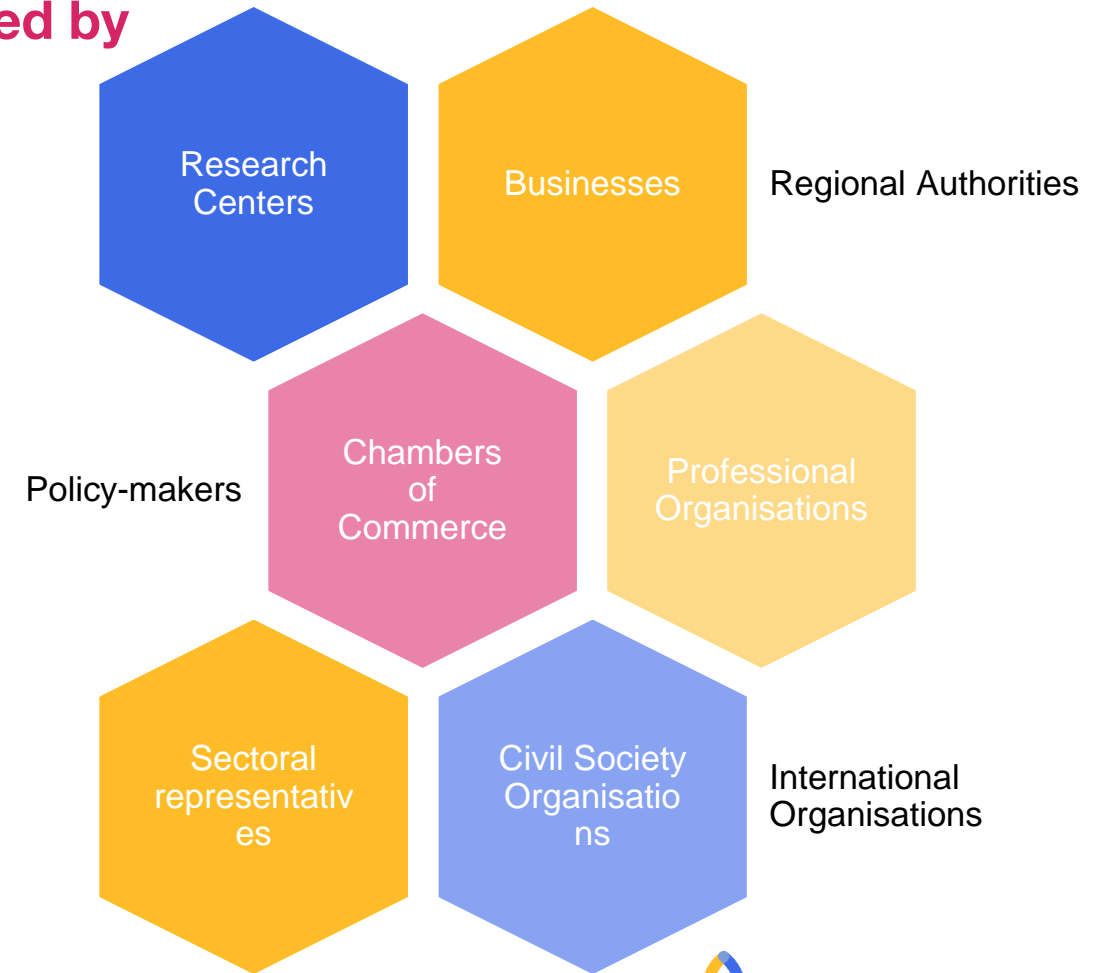 ed by
Research
Centers
Businesses
Regional Authorities
Policy-makers
Chambers
of
Commerce
Professional
Organisations
Sectoral
representativ
es
Civil Society
Organisatio
ns
International
Organisations